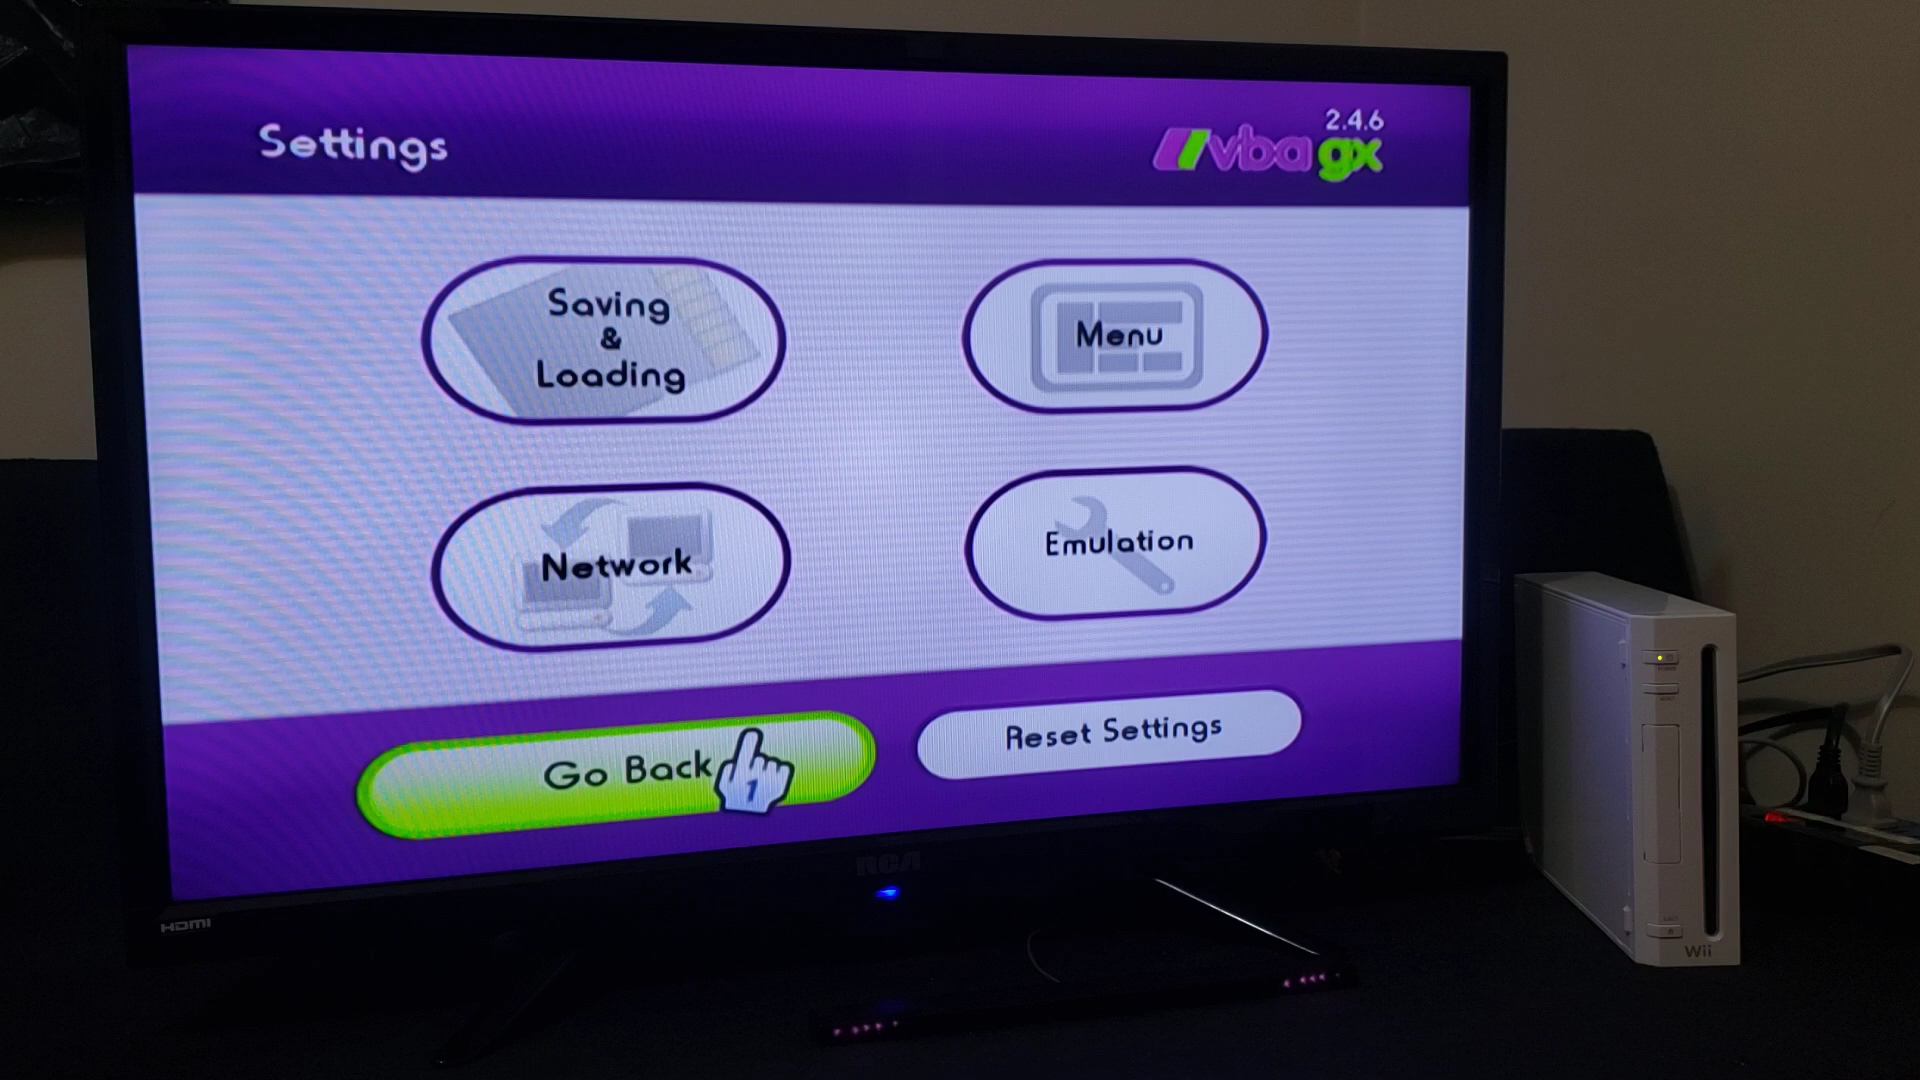 Settings
2.4.6
vba gx
Saving
&
Loading
Menu
Network
Emulation
Go Back
1
Reset Settings
RCA
HDMI
Wii